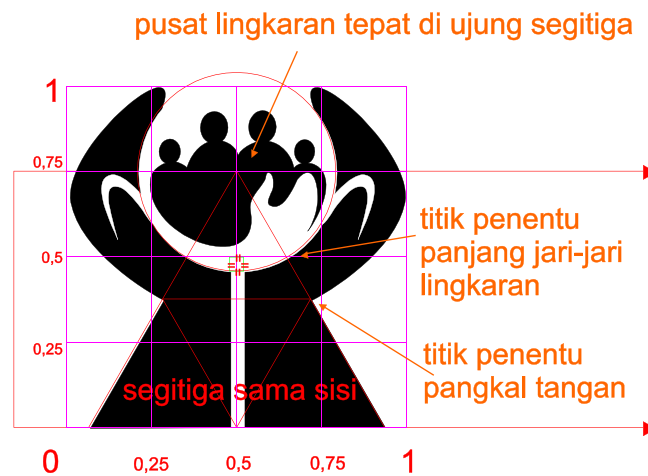 pusat lingkaran tepat di ujung segitiga
1
0,75
titik penentu
panjang jari-jari
lingkaran
0,5
0,25
titik penentu
pangkal tangan
segitiga sama sisi
0
0,25
0,5
0,75
1